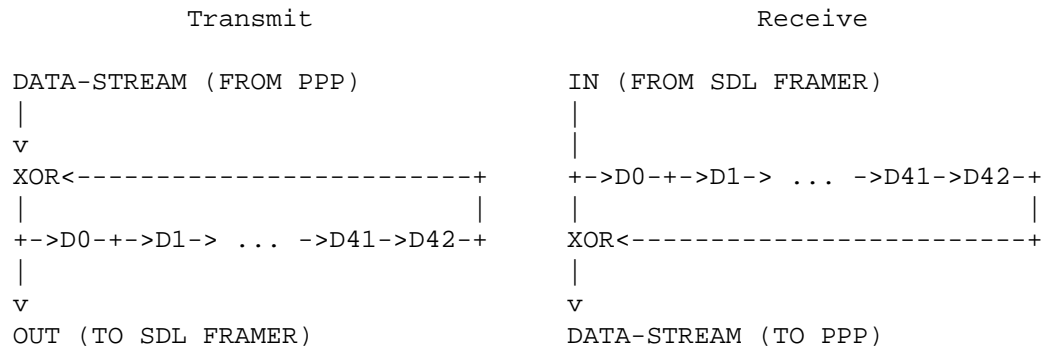 Transmit                              Receive

DATA-STREAM (FROM PPP)              IN (FROM SDL FRAMER)
|                                   |
v                                   |
XOR<-------------------------+      +->D0-+->D1-> ... ->D41->D42-+
|                            |      |                            |
+->D0-+->D1-> ... ->D41->D42-+      XOR<-------------------------+
|                                   |
v                                   v
OUT (TO SDL FRAMER)                 DATA-STREAM (TO PPP)